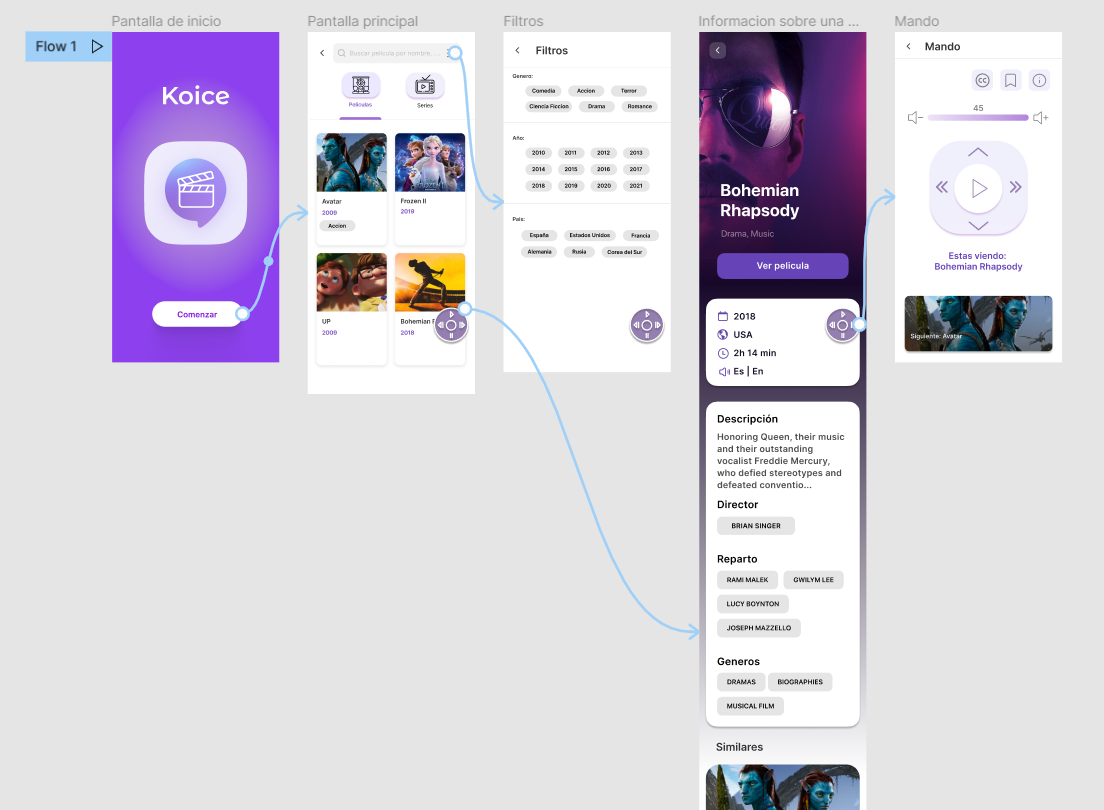 Pantalla de inicio
Pantalla principal
Filtros
Informacion sobre una ...
Mando
Flow 1
Koice
Comenzar
Buscar pelicula por nombre, ...
Peliculas
Series
Avatar
2009
Accion
Frozen II
2019
UP
2009
Bohemian
2018
Filtros
Genero:
Comedia
Accion
Terror
Ciencia Ficcion
Drama
Romance
Año:
2010
2011
2012
2013
2014
2015
2016
2017
2018
2019
2020
2021
Pais:
España
Estados Unidos
Francia
Alemania
Rusia
Corea del Sur
Bohemian
Rhapsody
Drama, Music
Ver pelicula
2018
USA
2h 14 min
Es | En
Descripción
Honoring Queen, their music
and their outstanding
vocalist Freddie Mercury,
who defied stereotypes and
defeated conventio...
Director
BRIAN SINGER
Reparto
RAMI MALEK
GWILYM LEE
LUCY BOYNTON
JOSEPH MAZZELLO
Generos
DRAMAS
BIOGRAPHIES
MUSICAL FILM
Similares
Mando
CC
45
Estas viendo:
Bohemian Rhapsody
Siguiente: Avatar